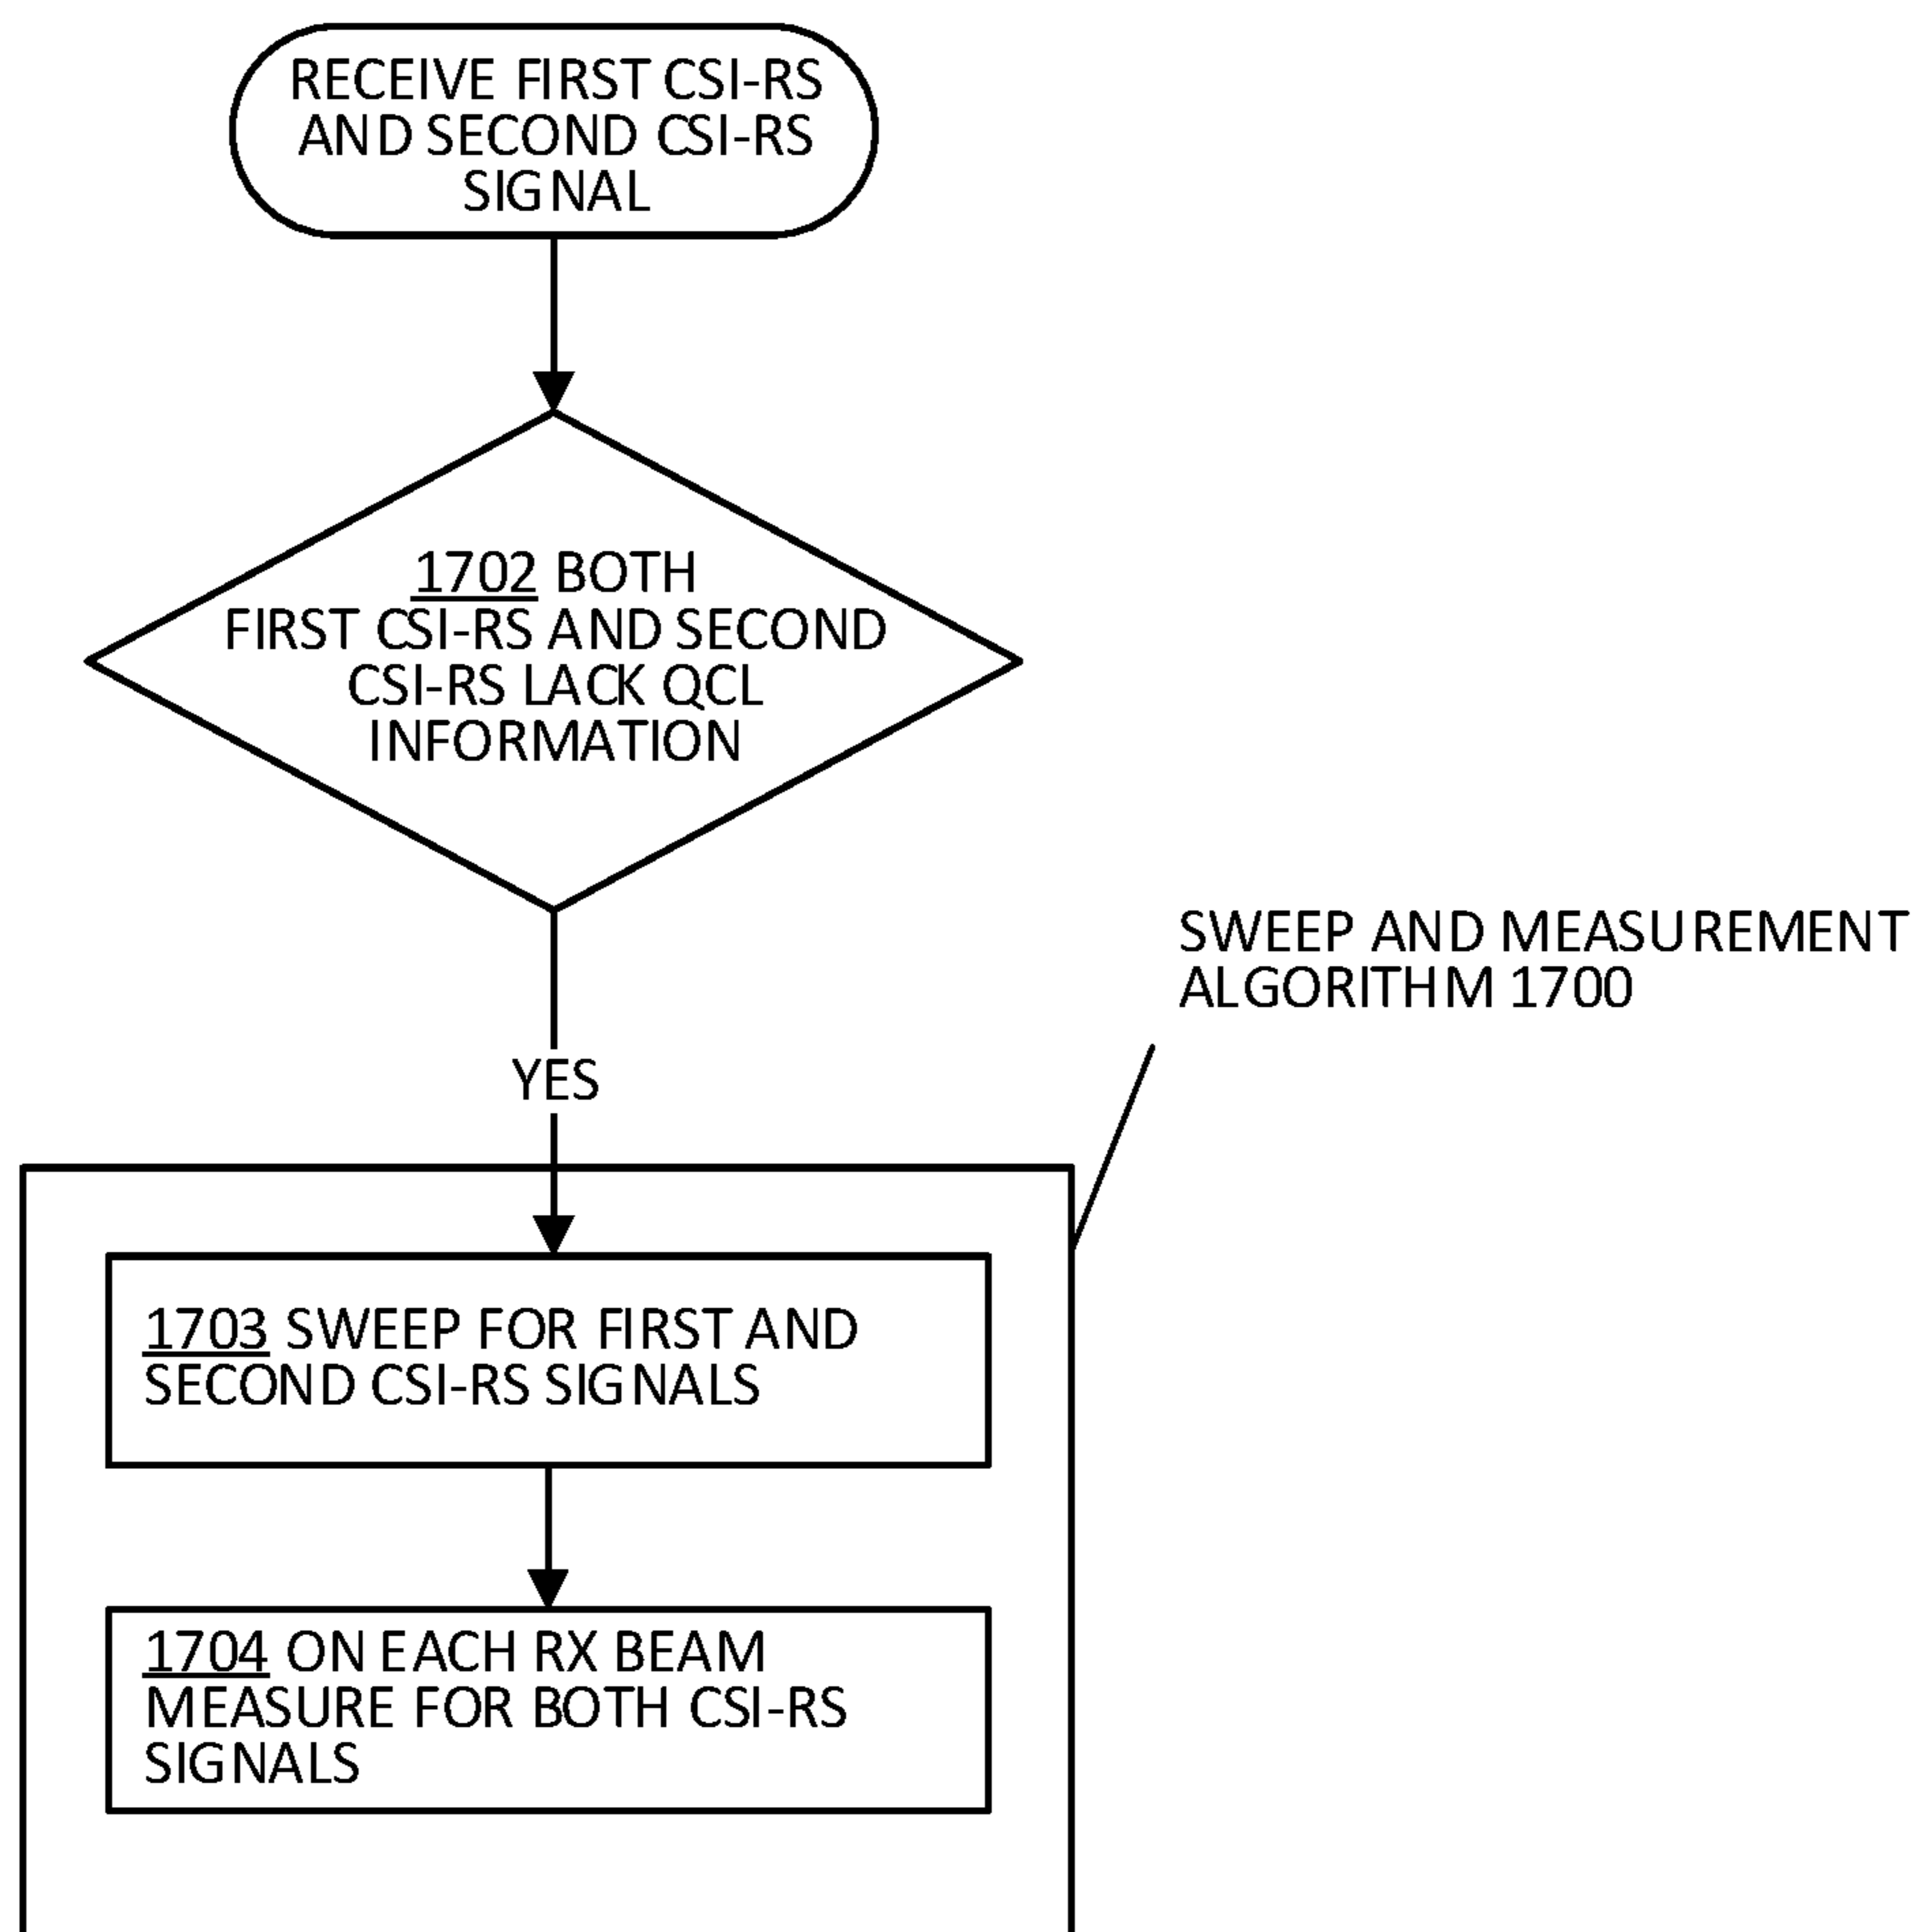 RECEIVE FIRST CSI-RS
AND SECOND CSI-RS
SIGNAL
1702 BOTH
FIRST CSI-RS AND SECOND
CSI-RS LACK QCL
INFORMATION
SWEEP AND MEASUREMENT
ALGORITHM 1700
YES
1703 SWEEP FOR FIRST AND
SECOND CSI-RS SIGNALS
1704 ON EACH RX BEAM
MEASURE FOR BOTH CSI-RS
SIGNALS